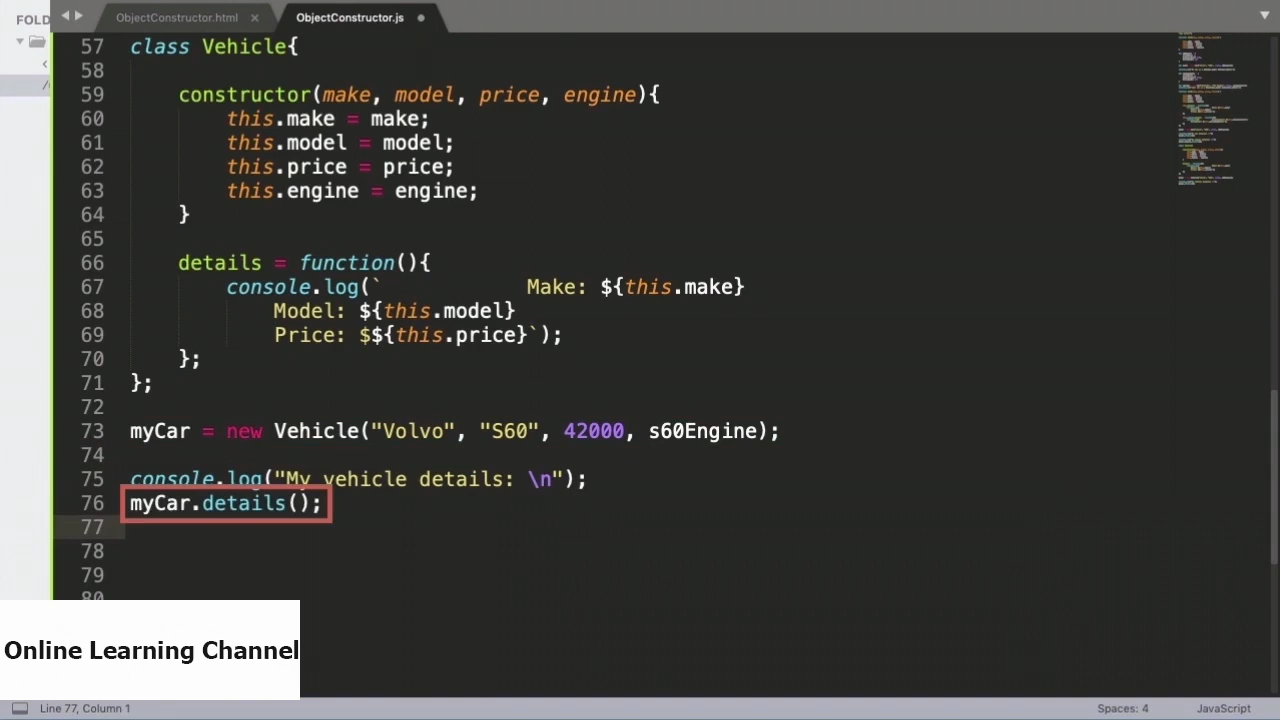 FOLD
ObjectConstructor.html ×
ObjectConstructor.js
57 class Vehicle{
58
59 constructor(make, model, price, engine){
60 this.make = make;
61 this.model = model;
62 this.price = price;
63 this.engine = engine;
64 }
65
66 details = function(){
67 console.log(` Make: ${this.make}
68 Model: ${this.model}
69 Price: $${this.price}`);
70 };
71 };
72
73 myCar = new Vehicle("Volvo", "S60", 42000, s60Engine);
74
75 console.log("My vehicle details: \n");
76 myCar.details();
77
78
79
80
Online Learning Channel
Line 77, Column 1
Spaces: 4
JavaScript